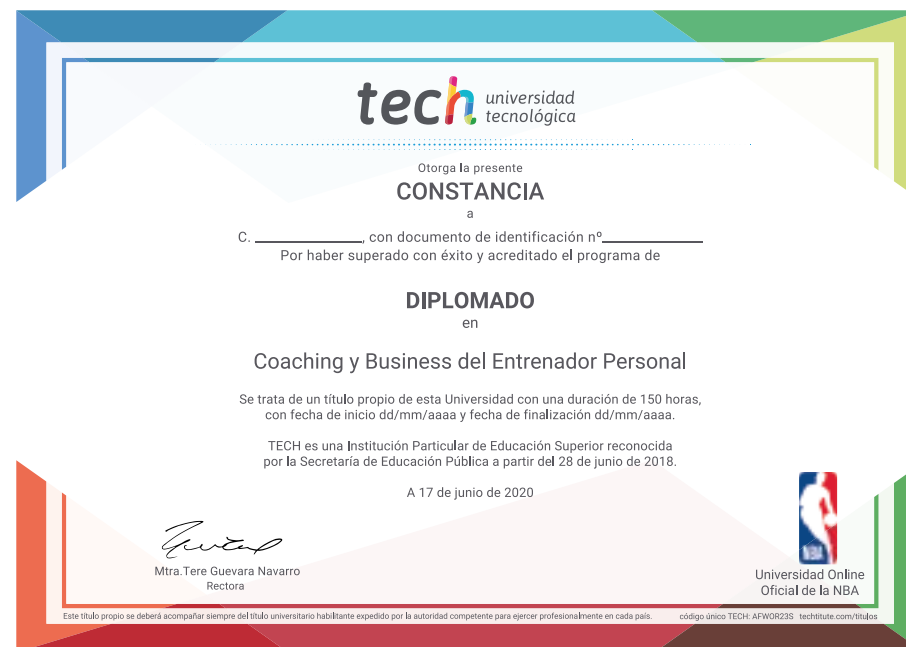 tech universidad
tecnológica
Otorga la presente
CONSTANCIA
a
C. ____________, con documento de identificación nº____________
Por haber superado con éxito y acreditado el programa de
DIPLOMADO
en
Coaching y Business del Entrenador Personal
Se trata de un título propio de esta Universidad con una duración de 150 horas,
con fecha de inicio dd/mm/aaaa y fecha de finalización dd/mm/aaaa.
TECH es una Institución Particular de Educación Superior reconocida
por la Secretaría de Educación Pública a partir del 28 de junio de 2018.
A 17 de junio de 2020
Mtra.Tere Guevara Navarro
Rectora
NBA
Universidad Online
Oficial de la NBA
Este título propio se deberá acompañar siempre del título universitario habilitante expedido por la autoridad competente para ejercer profesionalmente en cada país. código único TECH: AFWOR23S techtitute.com/titulos